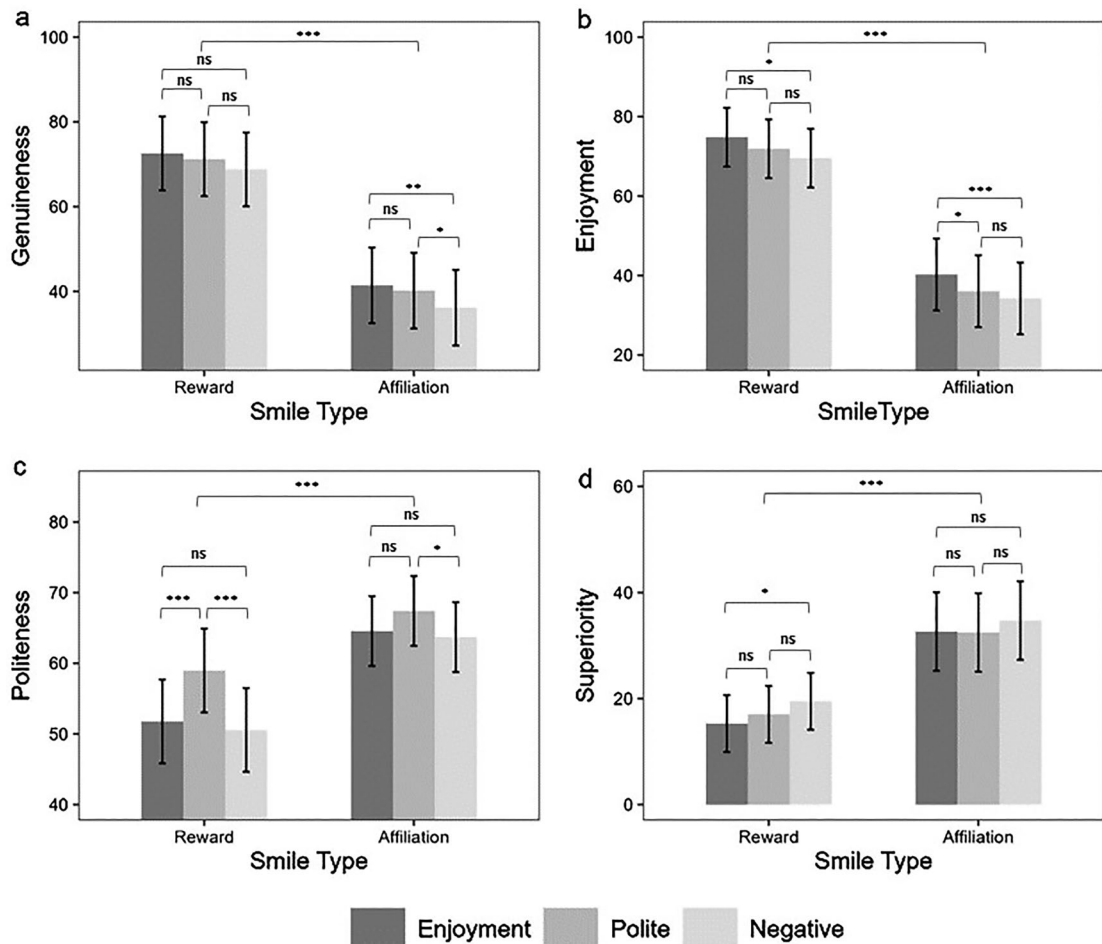 a
***
ns
ns
ns
**
ns
*
100
80
60
40
Genuineness
Reward
Affiliation
Smile Type
b
***
*
ns
ns
***
*
ns
100
80
60
40
20
Enjoyment
Reward
Affiliation
SmileType
c
***
ns
***
***
ns
ns
*
80
70
60
50
40
Politeness
Reward
Affiliation
Smile Type
d
***
*
ns
ns
ns
ns
ns
60
40
20
0
Superiority
Reward
Affiliation
Smile Type
Enjoyment Polite Negative